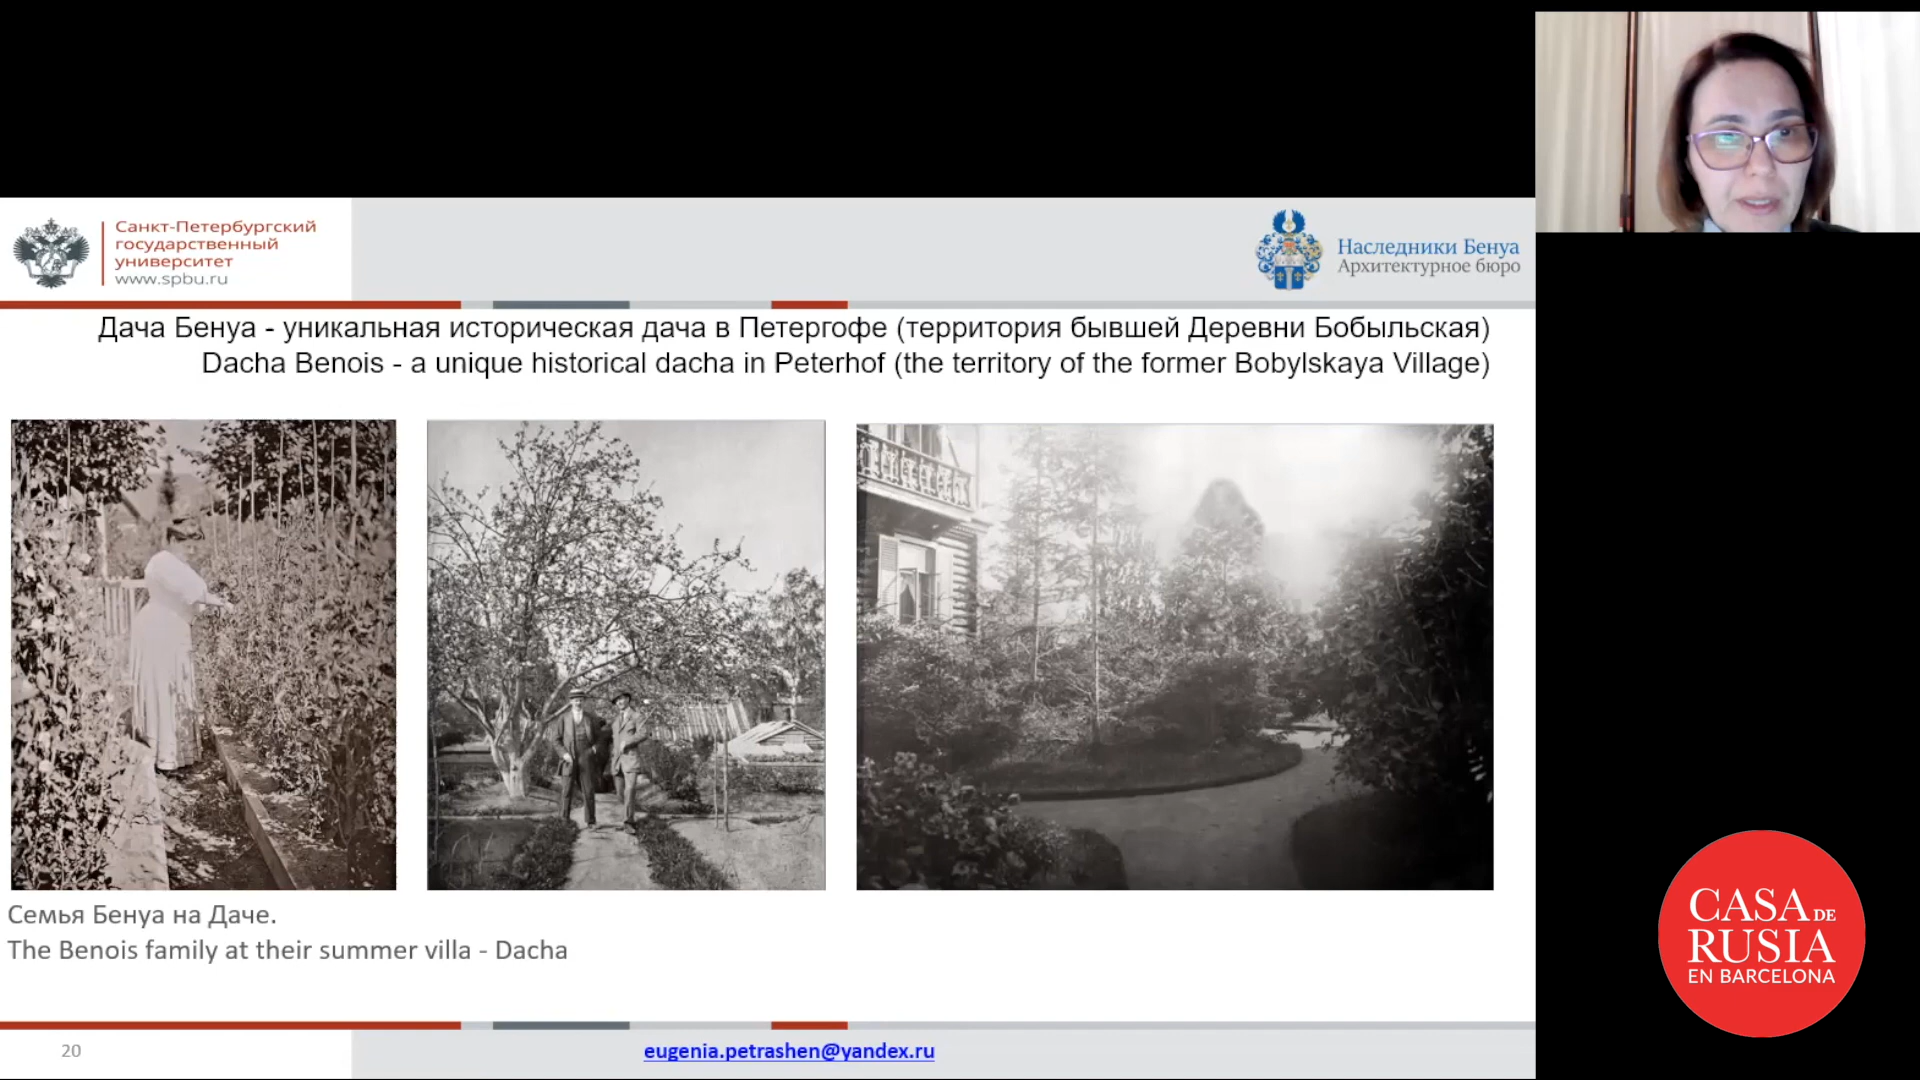 Санкт-Петербургский
государственный
университет
www.spbu.ru
Наследники Бенуа
Архитектурное бюро
Дача Бенуа - уникальная историческая дача в Петергофе (территория бывшей Деревни Бобыльская)
Dacha Benois - a unique historical dacha in Peterhof (the territory of the former Bobylskaya Village)
Семья Бенуа на Даче.
The Benois family at their summer villa - Dacha
20
eugenia.petrashen@yandex.ru
CASA DE
RUSIA
EN BARCELONA